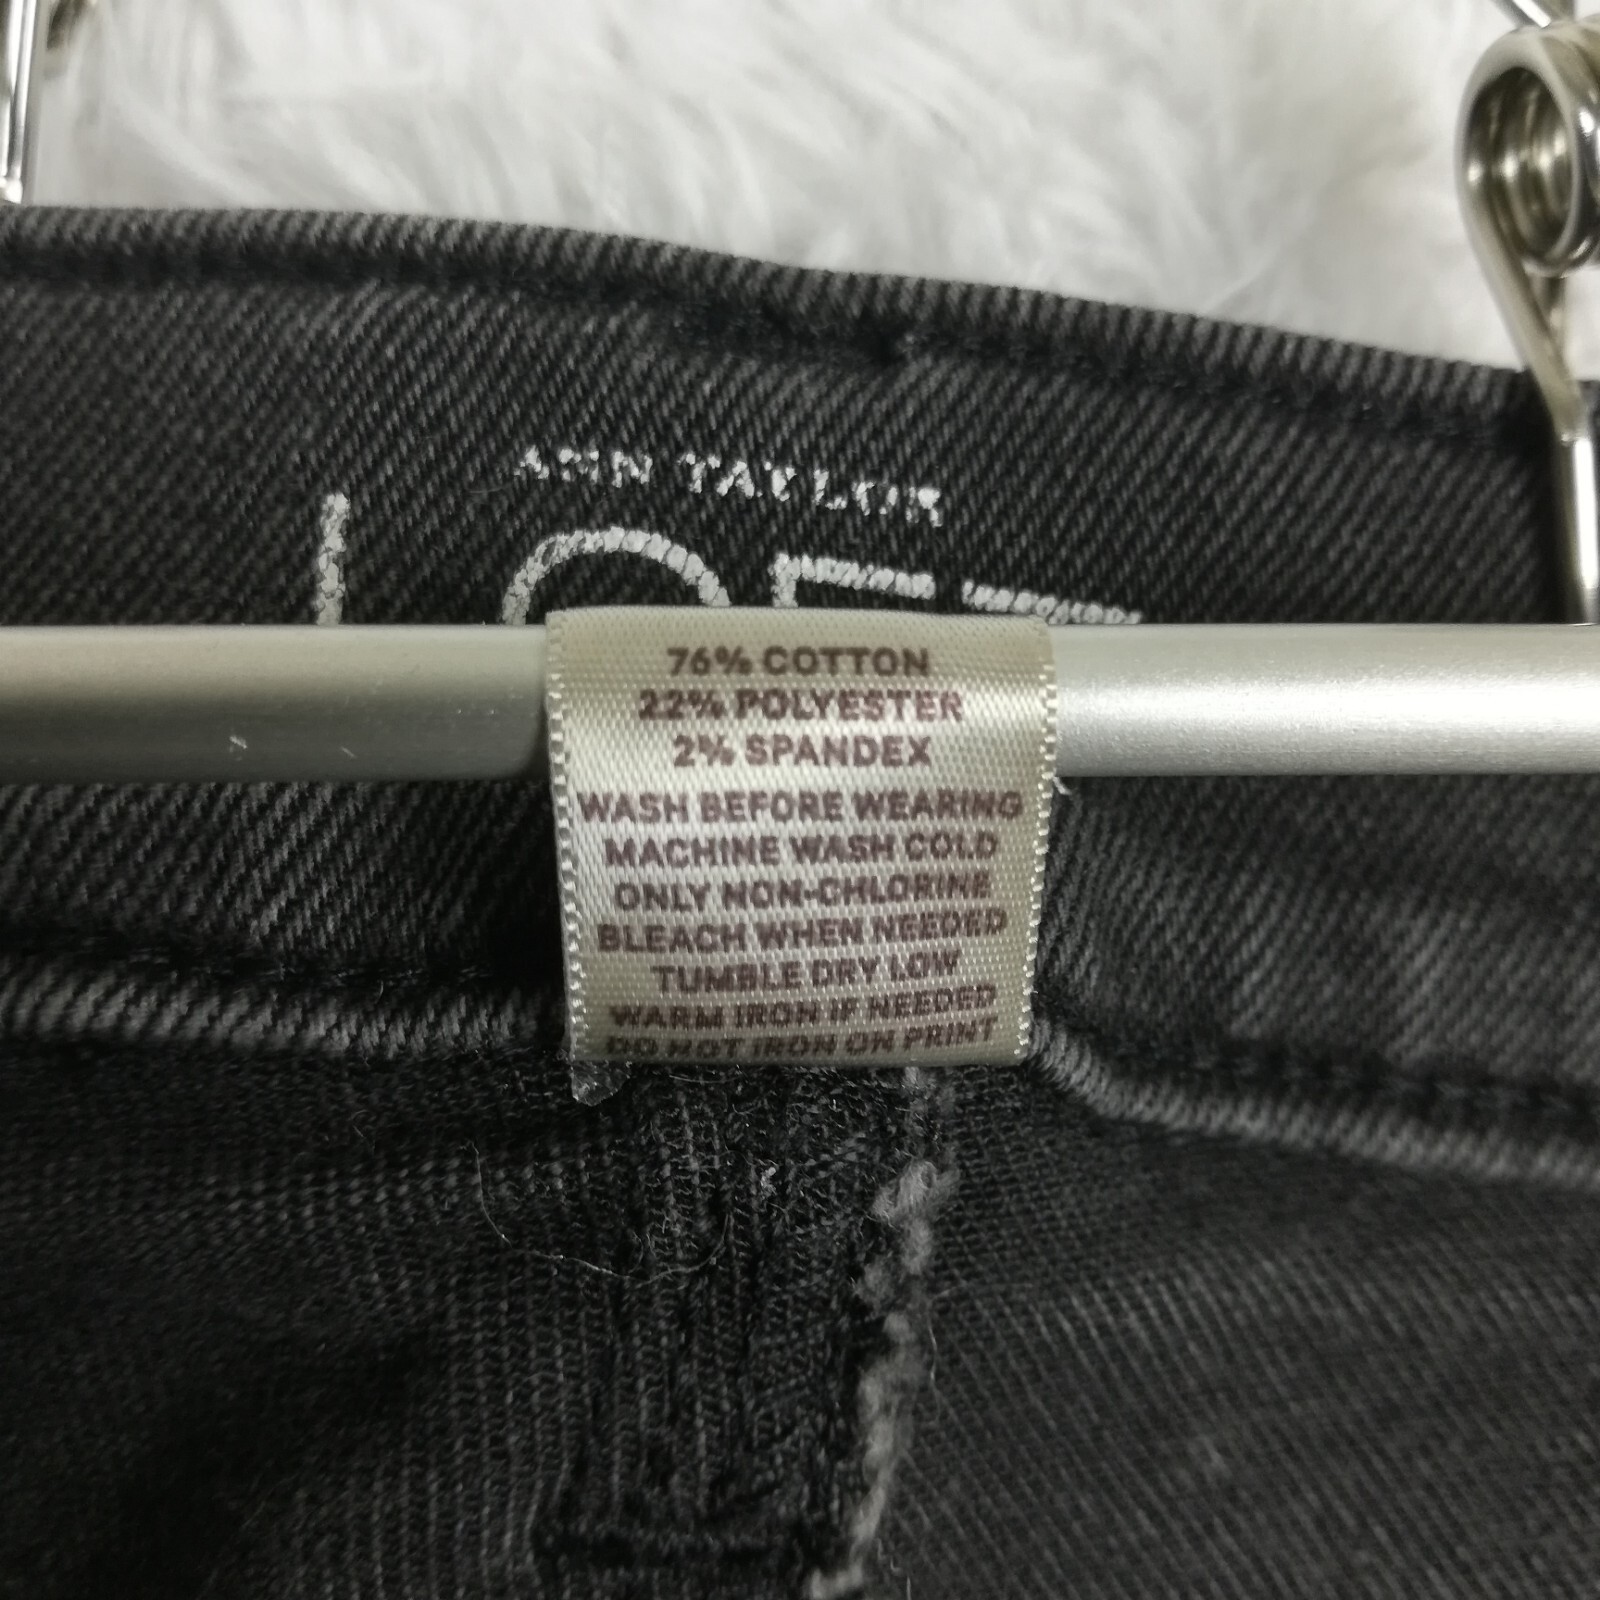 ANN TAYLOR
76% COTTON
22% POLYESTER
2% SPANDEX
WASH BEFORE WEARING
MACHINE WASH COLD
ONLY NON-CHLORINE
BLEACH WHEN NEEDED
TUMBLE DRY LOW
WARM IRON IF NEEDED
DO NOT IRON ON PRINT